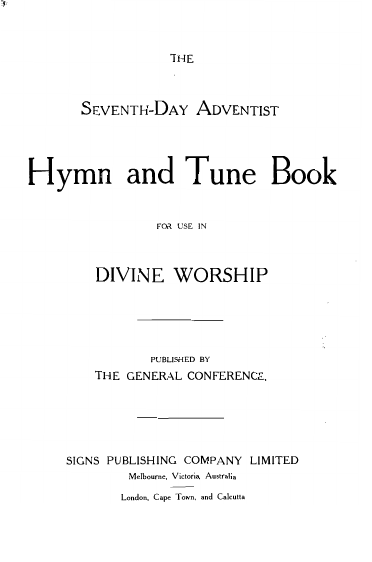 THE
SEVENTH-DAY ADVENTIST
Hymn and Tune Book
FOR USE IN
DIVINE WORSHIP
PUBLISHED BY
THE GENERAL CONFERENCE.
SIGNS PUBLISHING COMPANY LIMITED
Melbourne, Victoria, Australia
London, Cape Town, and Calcutta